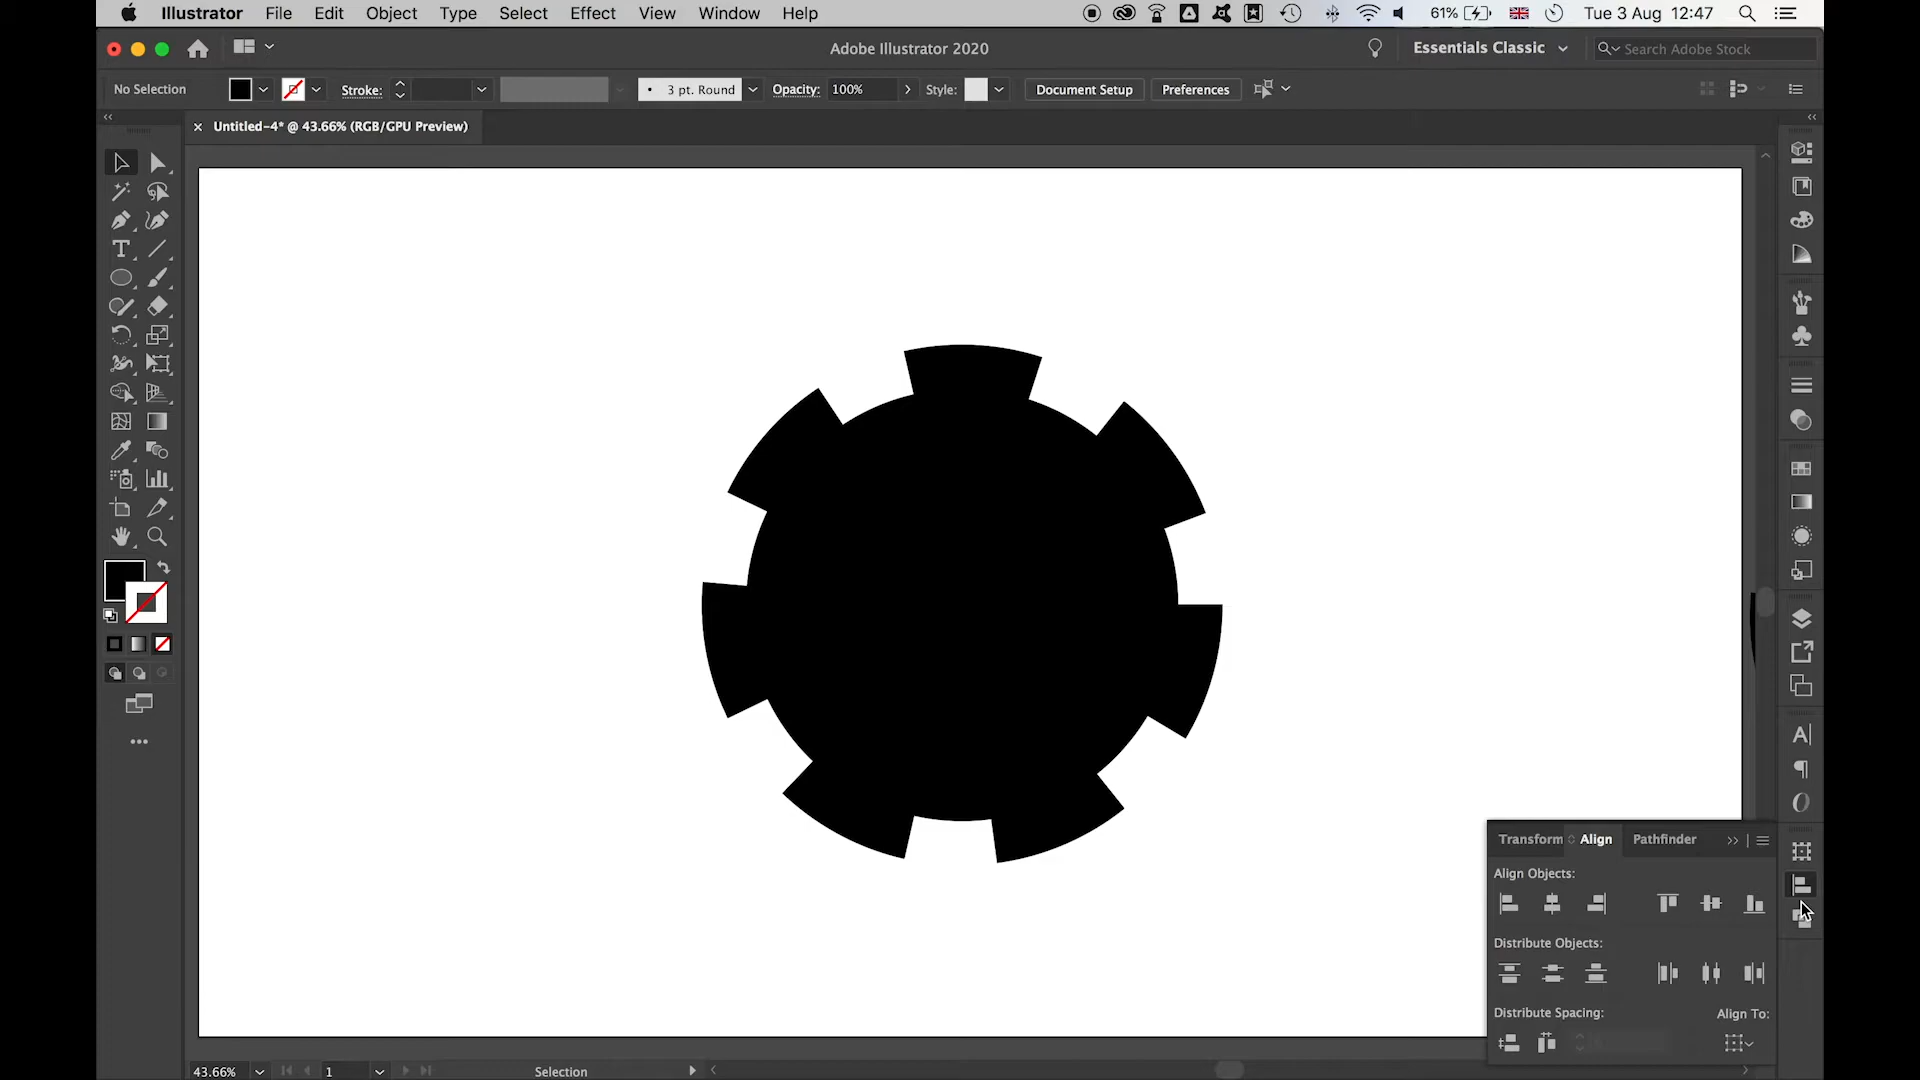 Illustrator File Edit Object Type Select Effect View Window Help 61% Tue 3 Aug 12:47
Adobe Illustrator 2020 Essentials Classic Search Adobe Stock
No Selection Stroke: 3 pt. Round Opacity: 100% Style: Document Setup Preferences
Untitled-4* @ 43.66% (RGB/GPU Preview)
Transform Align Pathfinder
Align Objects:
Distribute Objects:
Distribute Spacing: Align To:
43.66% 1 Selection